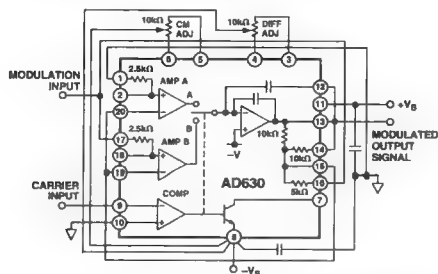 10kΩ
CM
ADJ
10kΩ
DIFF
ADJ
6
5
4
3
1
2.5kΩ
AMP A
A
MODULATION
INPUT
2
20
B
12
11
+VS
13
MODULATED
OUTPUT
SIGNAL
17
2.5kΩ
AMP B
18
19
–V
10kΩ
10kΩ
14
15
5kΩ
16
CARRIER
INPUT
9
COMP
AD630
7
10
8
–VS